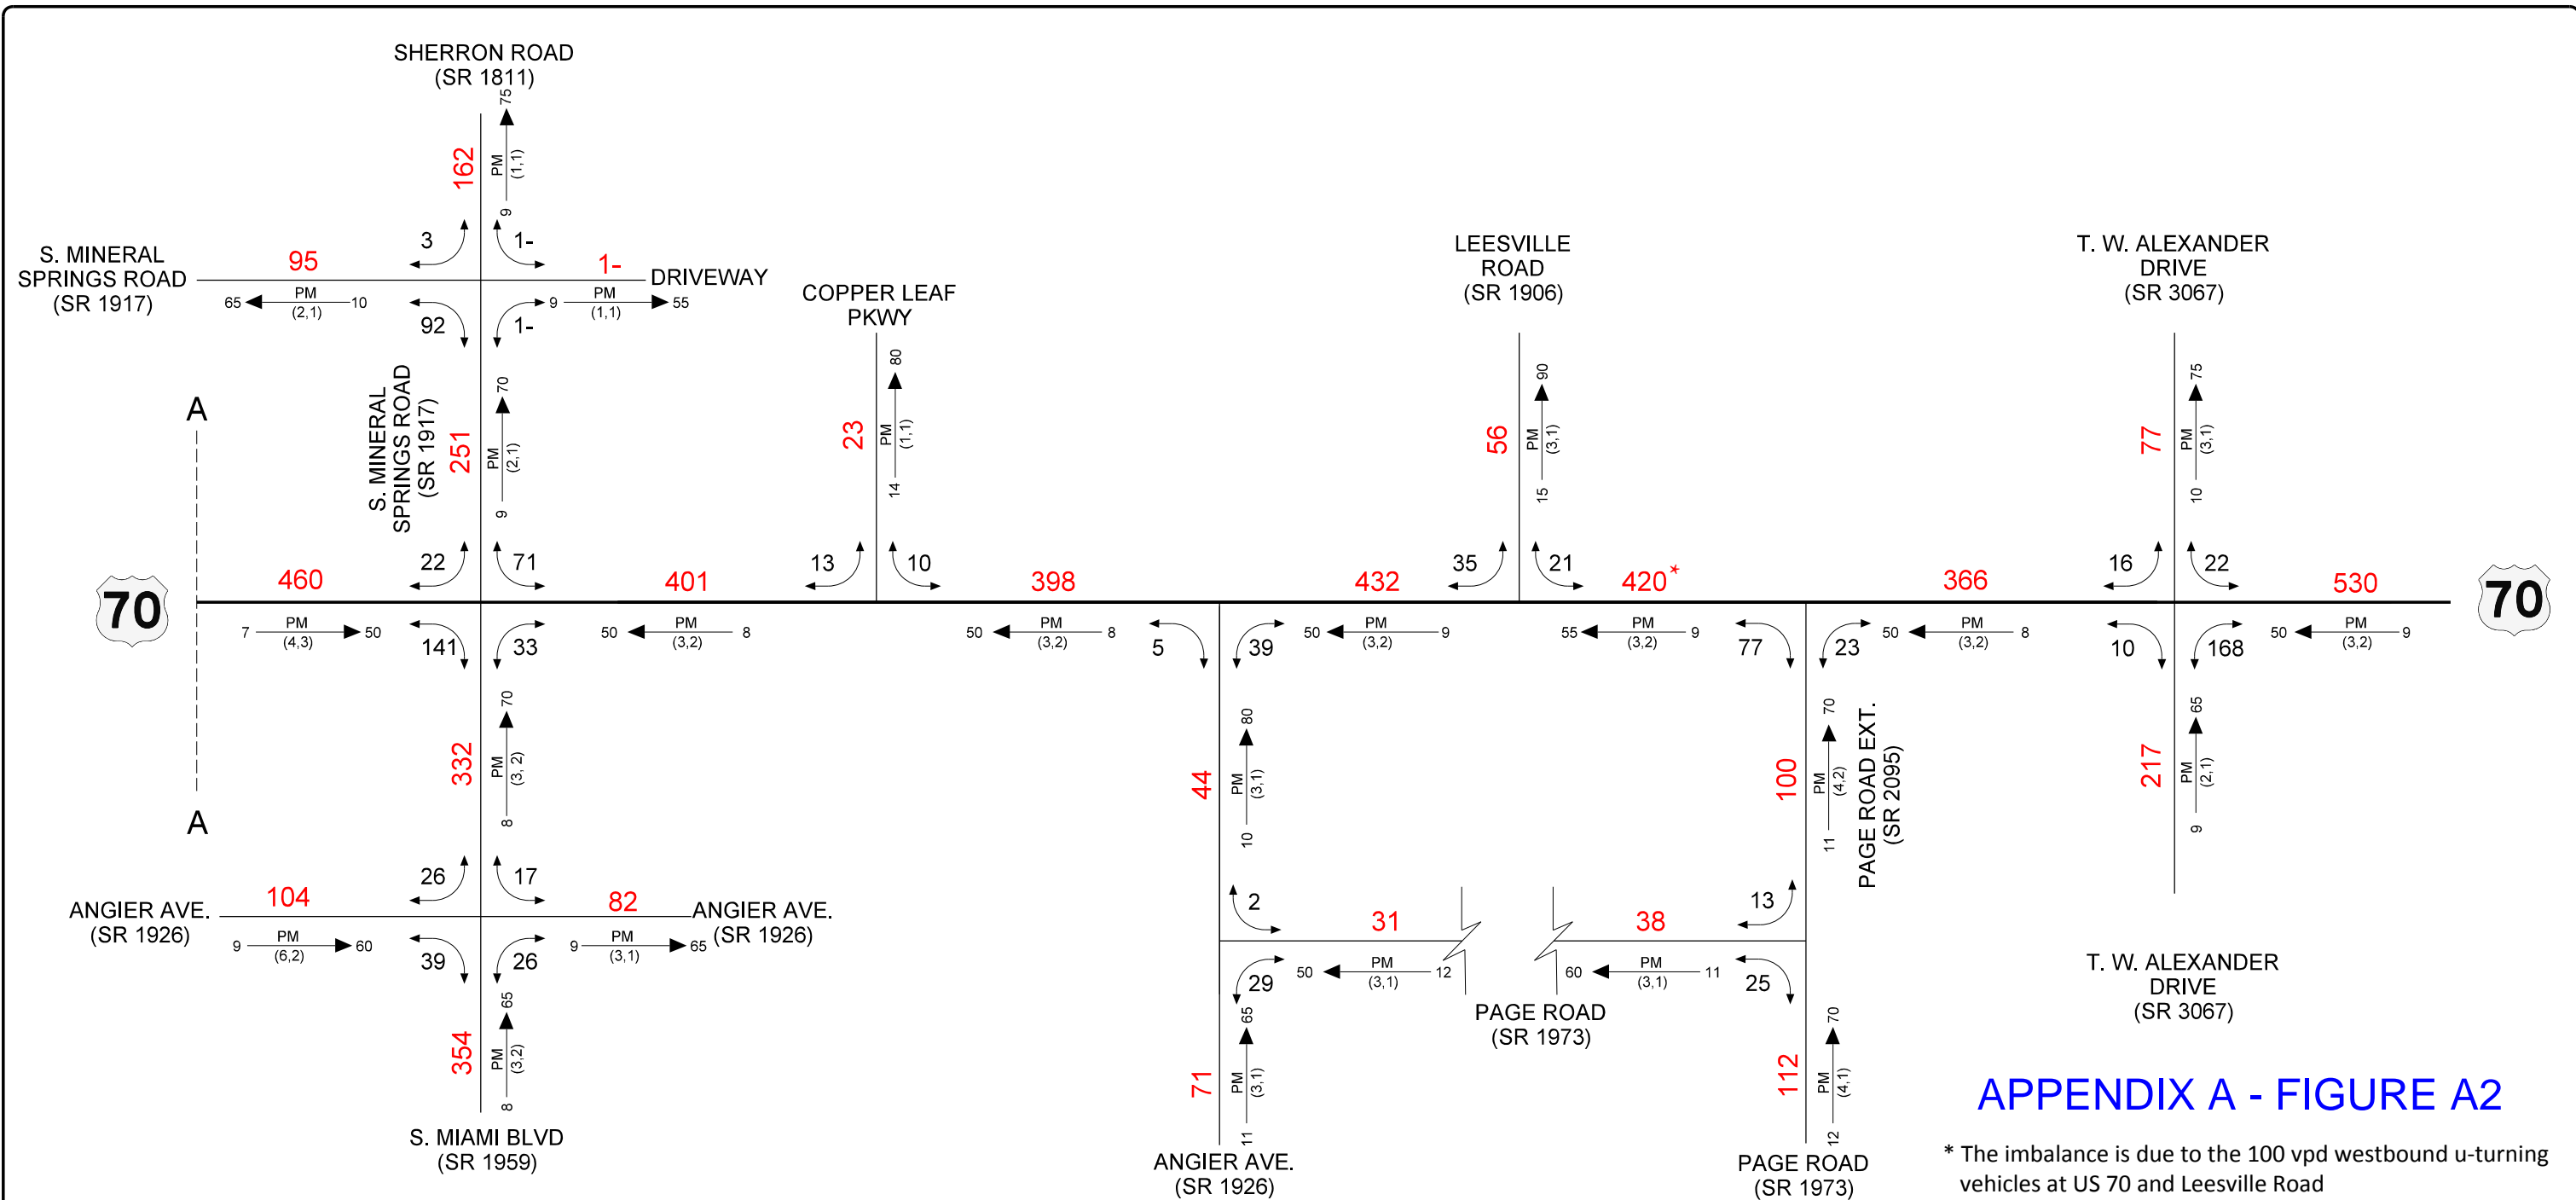 SHERRON ROAD
(SR 1811)
75
162
PM
(1,1)
9
S. MINERAL
SPRINGS ROAD
(SR 1917)
95
3
1-
1-
DRIVEWAY
65
PM
(2,1)
10
92
1-
9
PM
(1,1)
55
COPPER LEAF
PKWY
LEESVILLE
ROAD
(SR 1906)
T. W. ALEXANDER
DRIVE
(SR 3067)
A
S. MINERAL
SPRINGS ROAD
(SR 1917)
251
PM
(2,1)
70
9
23
PM
(1,1)
80
14
56
PM
(3,1)
90
15
77
PM
(3,1)
75
10
70
460
22
71
401
13
10
398
432
35
21
420*
366
16
22
530
70
7
PM
(4,3)
50
141
33
50
PM
(3,2)
8
50
PM
(3,2)
8
5
39
50
PM
(3,2)
9
55
PM
(3,2)
9
77
23
50
PM
(3,2)
8
10
168
50
PM
(3,2)
9
332
PM
(3, 2)
70
8
44
PM
(3,1)
80
10
100
PM
(4,2)
70
11
PAGE ROAD EXT.
(SR 2095)
217
PM
(2,1)
65
9
A
ANGIER AVE.
(SR 1926)
104
26
17
82
ANGIER AVE.
(SR 1926)
9
PM
(6,2)
60
39
26
9
PM
(3,1)
65
2
31
38
13
29
50
PM
(3,1)
12
60
PM
(3,1)
11
25
PAGE ROAD
(SR 1973)
T. W. ALEXANDER
DRIVE
(SR 3067)
354
PM
(3,2)
65
8
71
PM
(3,1)
65
11
112
PM
(4,1)
70
12
S. MIAMI BLVD
(SR 1959)
ANGIER AVE.
(SR 1926)
PAGE ROAD
(SR 1973)
APPENDIX A - FIGURE A2
* The imbalance is due to the 100 vpd westbound u-turning
vehicles at US 70 and Leesville Road